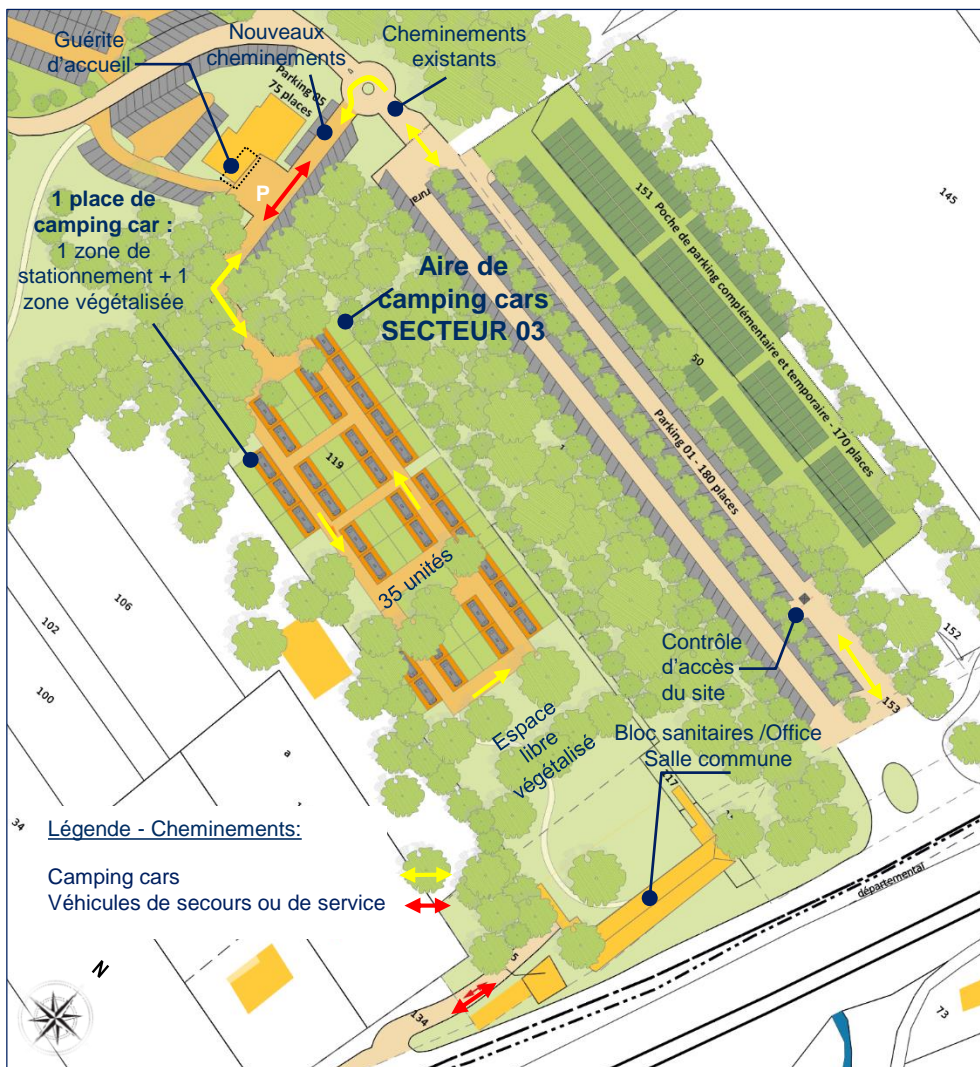 Guérite
d'accueil
Nouveaux
cheminements
Cheminements
existants
Parking 05
75 places
P
rural
151
Poche de parking complémentaire et temporaire - 170 places
145
1 place de
camping car :
1 zone de
stationnement + 1
zone végétalisée
Aire de
camping cars
SECTEUR 03
50
119
1
Parking 01 - 180 places
35 unités
106
102
100
Contrôle
d'accès
du site
152
153
Espace
libre
végétalisé
Bloc sanitaires /Office
Salle commune
a
17
34
Légende - Cheminements:
Camping cars
Véhicules de secours ou de service
départemental
N
5
134
73